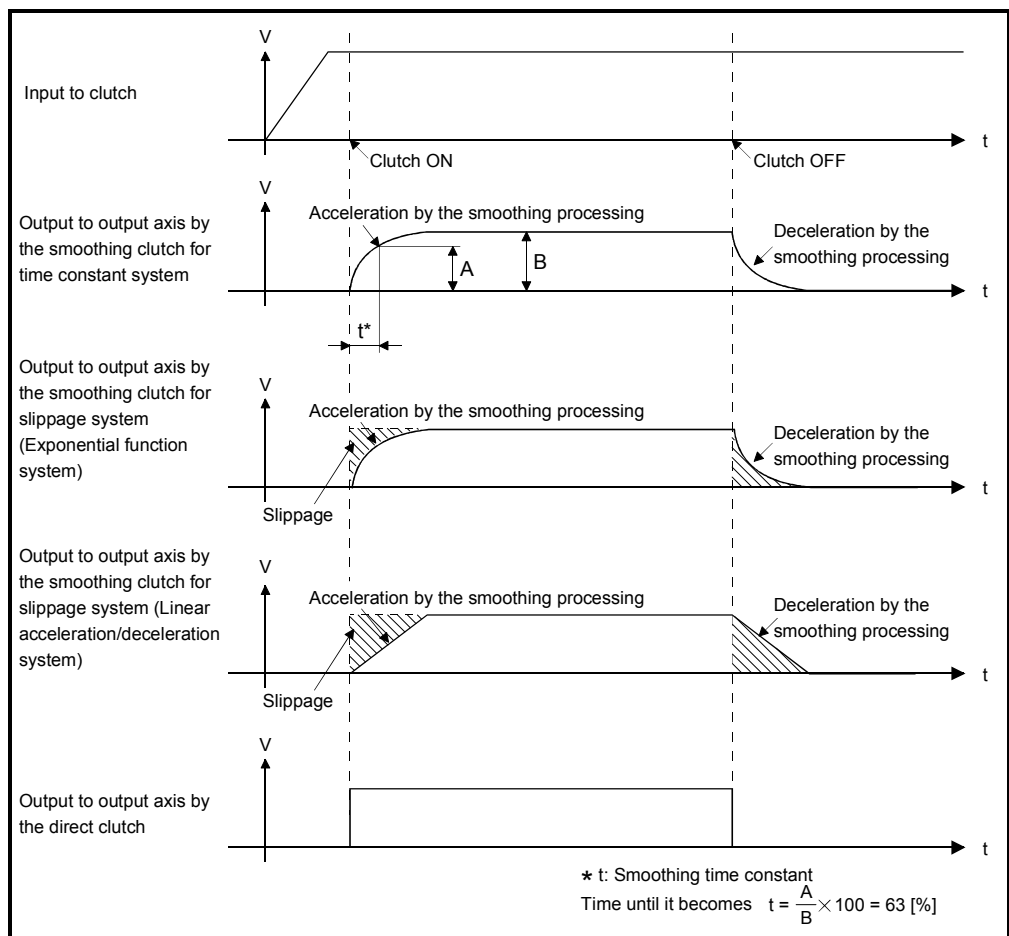 V
Input to clutch
t
Clutch ON
Clutch OFF
V
Output to output axis by
the smoothing clutch for
time constant system
Acceleration by the smoothing processing
A
B
Deceleration by the
smoothing processing
t
t*
Output to output axis by
the smoothing clutch for
slippage system
(Exponential function
system)
V
Acceleration by the smoothing processing
Deceleration by the
smoothing processing
t
Slippage
Output to output axis by
the smoothing clutch for
slippage system (Linear
acceleration/deceleration
system)
V
Acceleration by the smoothing processing
Deceleration by the
smoothing processing
t
Slippage
V
Output to output axis by
the direct clutch
t
* t: Smoothing time constant
Time until it becomes t = A/B × 100 = 63 [%]